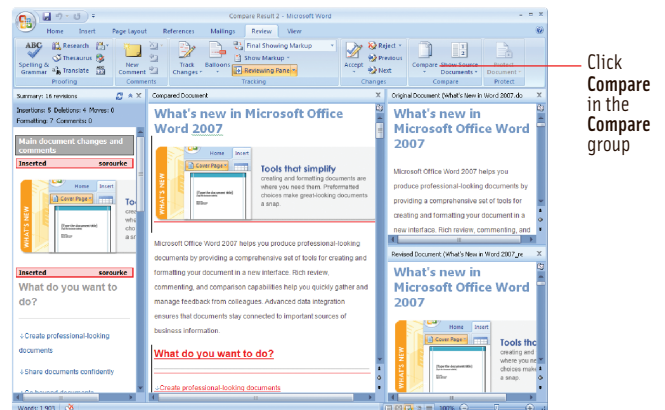 Compare Result 2 - Microsoft Word
Home Insert Page Layout References Mailings Review View
ABC Research
Thesaurus
Spelling & Grammar
Translate
Proofing
New Comment
Comments
Track Changes
Balloons
Final Showing Markup
Show Markup
Reviewing Pane
Tracking
Accept
Reject
Previous
Next
Changes
Compare
Show Source Documents
Compare
Protect Document
Protect
Click
Compare
in the
Compare
group
Summary: 16 revisions
Insertions: 5 Deletions: 4 Moves: 0
Formatting: 7 Comments: 0
Main document changes and
comments
Inserted sorourke
Home
Cover Page
WHAT'S NEW
Inserted sorourke
What do you want to
do?
Create professional-looking
documents
Share documents confidently
Compared Document
What's new in Microsoft Office
Word 2007
Home Insert
Cover Page
WHAT'S NEW
Tools that simplify
creating and formatting documents are
where you need them. Preformatted
choices make great-looking documents
a snap.
Microsoft Office Word 2007 helps you produce professional-looking
documents by providing a comprehensive set of tools for creating and
formatting your document in a new interface. Rich review,
commenting, and comparison capabilities help you quickly gather and
manage feedback from colleagues. Advanced data integration
ensures that documents stay connected to important sources of
business information.
What do you want to do?
Create professional-looking documents
Original Document (What's New in Word 2007.do
What's new in
Microsoft Office Word
2007
Microsoft Office Word 2007 helps you
produce professional-looking documents by
providing a comprehensive set of tools for
creating and formatting your document in a
new interface. Rich review, commenting, and
Revised Document (What's New in Word 2007_re
What's new in
Microsoft Office Word
2007
Home Insert
Cover Page
WHAT'S NEW
Tools tha
creating and
where you ne
choices make
a snap.
Words: 1,903
100%